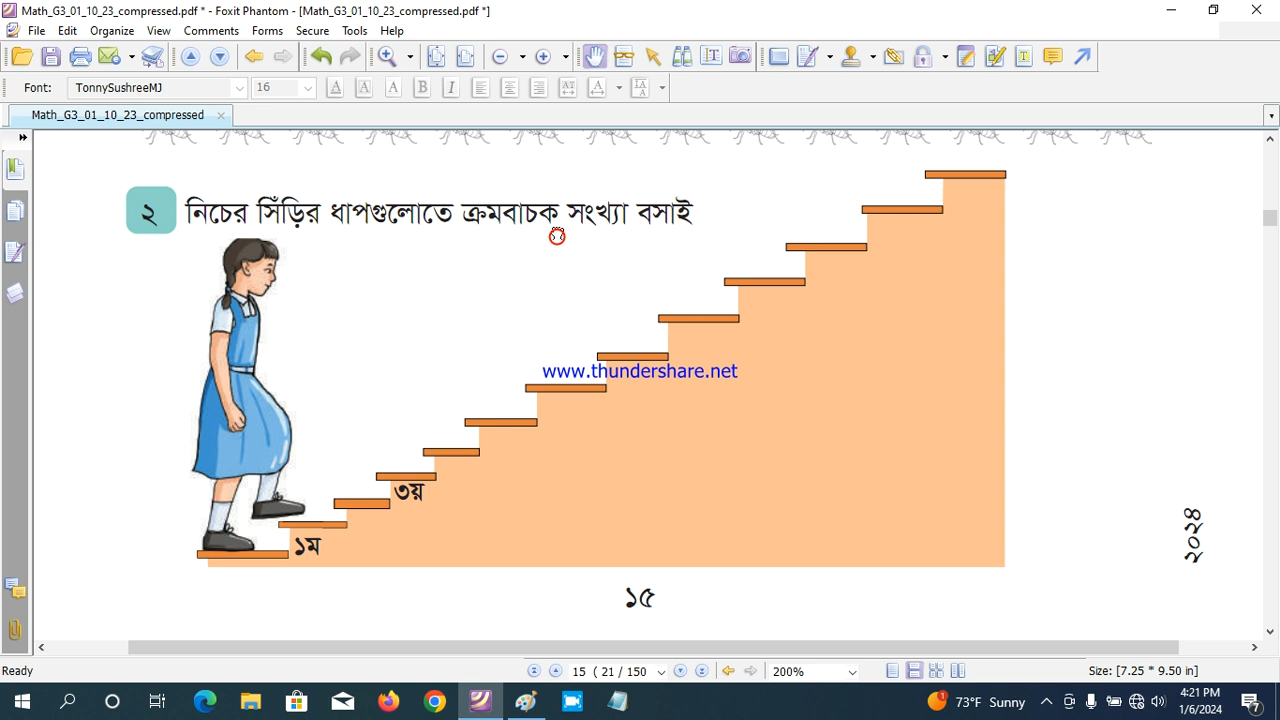 Math_G3_01_10_23_compressed.pdf * - Foxit Phantom - [Math_G3_01_10_23_compressed.pdf *]
File Edit Organize View Comments Forms Secure Tools Help
Font: TonnySushreeMJ 16
Math_G3_01_10_23_compressed
২ নিচের সিঁড়ির ধাপগুলোতে ক্রমবাচক সংখ্যা বসাই
www.thundershare.net
৩য়
১ম
২০২৪
১৫
Ready 15 ( 21 / 150 ) 200% Size: [7.25 * 9.50 in]
1 73°F Sunny 4:21 PM
1/6/2024 7